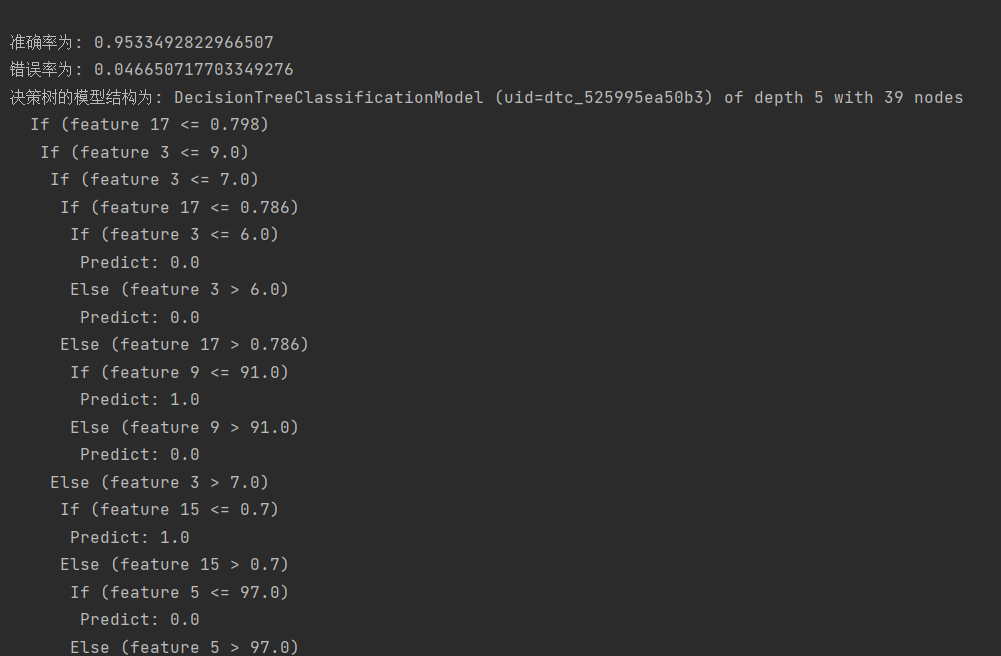 准确率为: 0.9533492822966507
错误率为: 0.046650717703349276
决策树的模型结构为: DecisionTreeClassificationModel (uid=dtc_525995ea50b3) of depth 5 with 39 nodes
If (feature 17 <= 0.798)
If (feature 3 <= 9.0)
If (feature 3 <= 7.0)
If (feature 17 <= 0.786)
If (feature 3 <= 6.0)
Predict: 0.0
Else (feature 3 > 6.0)
Predict: 0.0
Else (feature 17 > 0.786)
If (feature 9 <= 91.0)
Predict: 1.0
Else (feature 9 > 91.0)
Predict: 0.0
Else (feature 3 > 7.0)
If (feature 15 <= 0.7)
Predict: 1.0
Else (feature 15 > 0.7)
If (feature 5 <= 97.0)
Predict: 0.0
Else (feature 5 > 97.0)